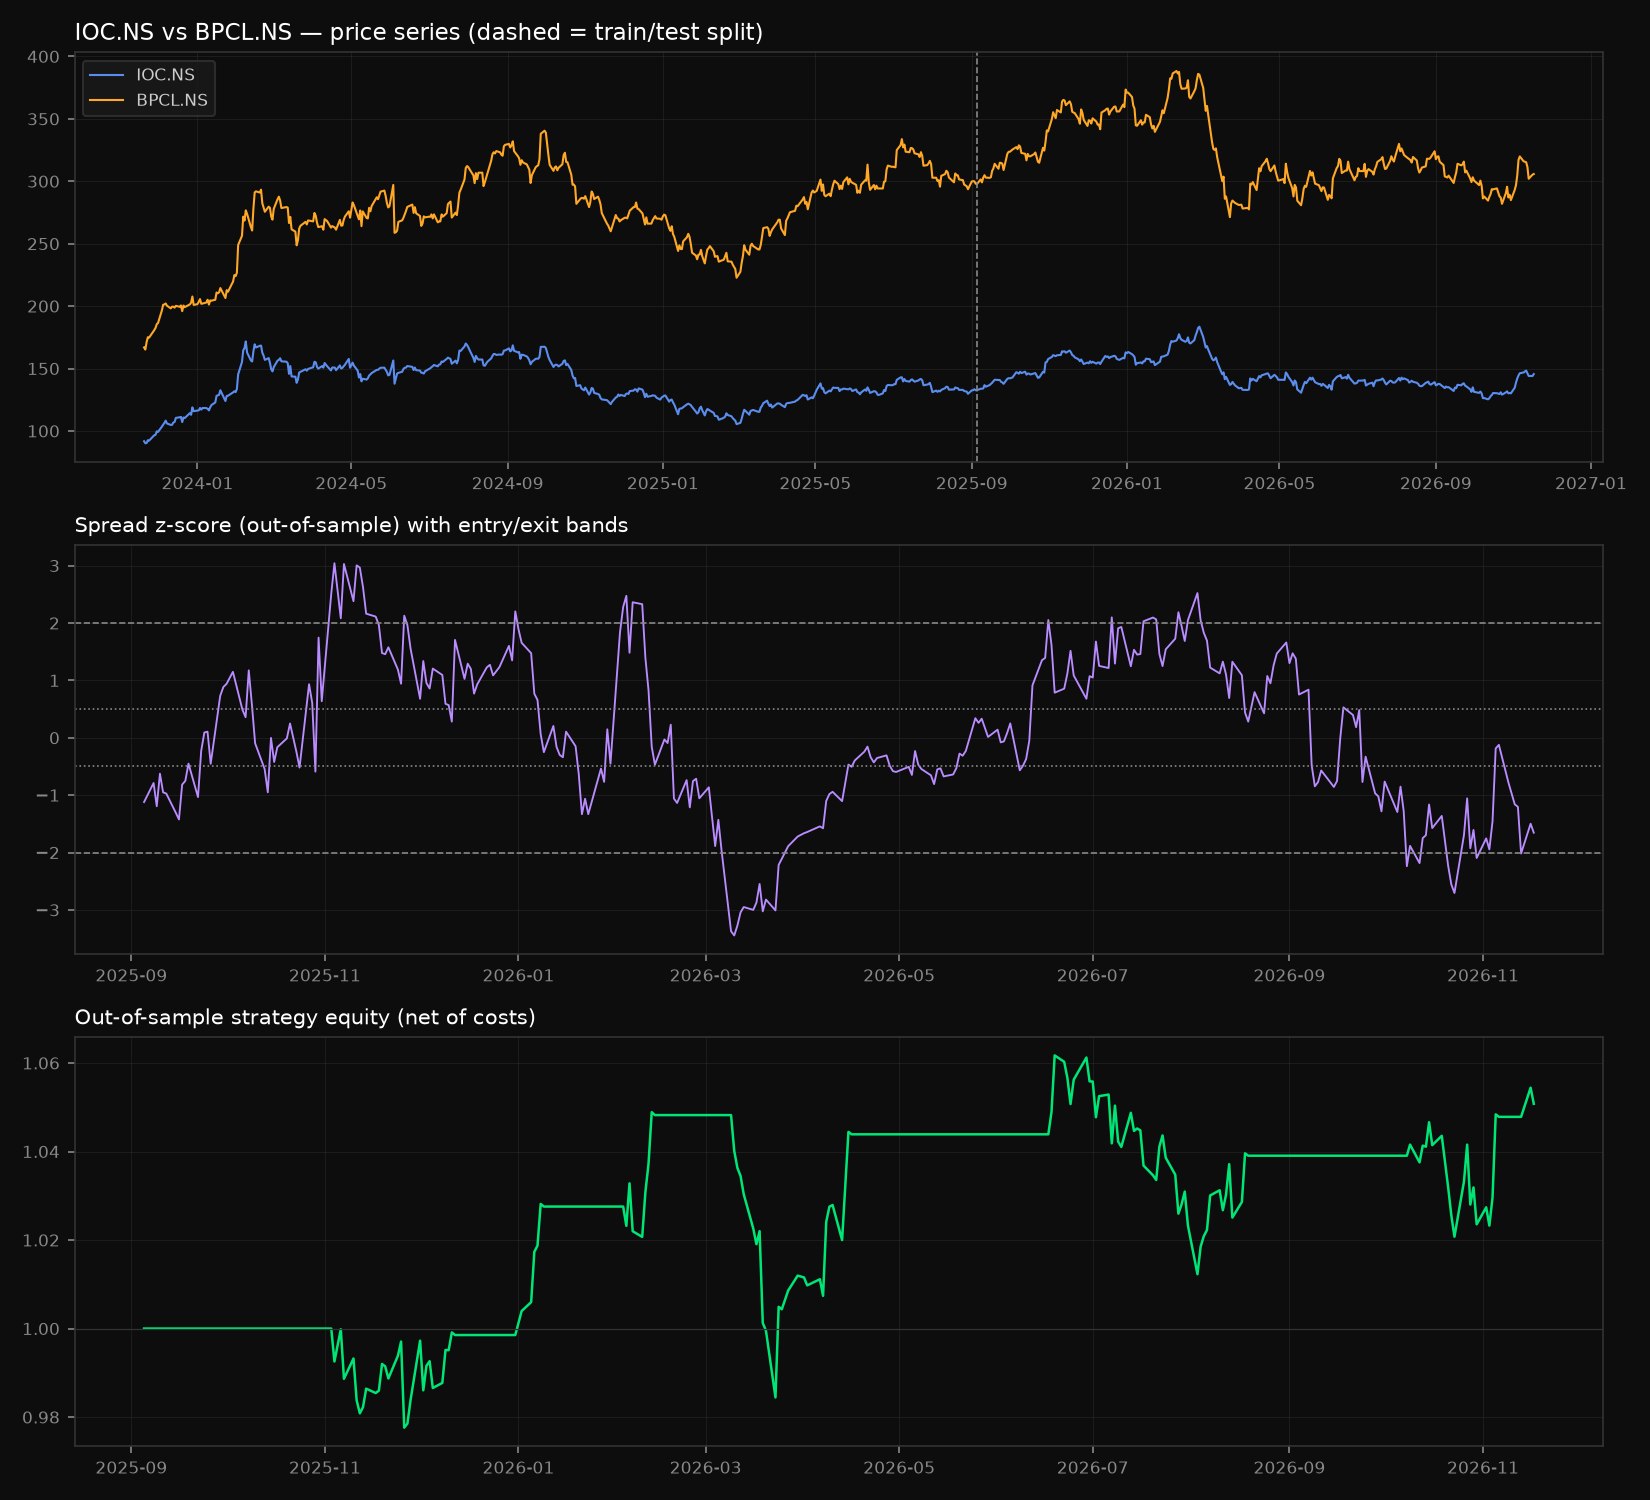 IOC.NS vs BPCL.NS — price series (dashed = train/test split)
400
350
300
250
200
150
100
IOC.NS
BPCL.NS
2024-01 2024-05 2024-09 2025-01 2025-05 2025-09 2026-01 2026-05 2026-09 2027-01
Spread z-score (out-of-sample) with entry/exit bands
3
2
1
0
−1
−2
−3
2025-09 2025-11 2026-01 2026-03 2026-05 2026-07 2026-09 2026-11
Out-of-sample strategy equity (net of costs)
1.06
1.04
1.02
1.00
0.98
2025-09 2025-11 2026-01 2026-03 2026-05 2026-07 2026-09 2026-11